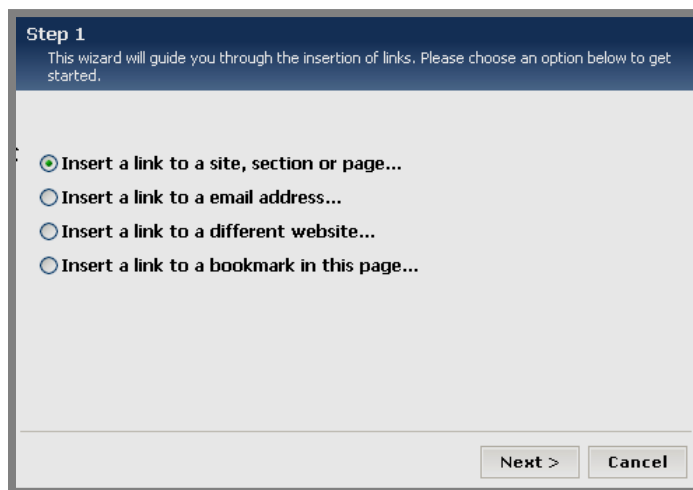 Step 1
This wizard will guide you through the insertion of links. Please choose an option below to get
started.
Insert a link to a site, section or page...
Insert a link to a email address...
Insert a link to a different website...
Insert a link to a bookmark in this page...
Next >
Cancel